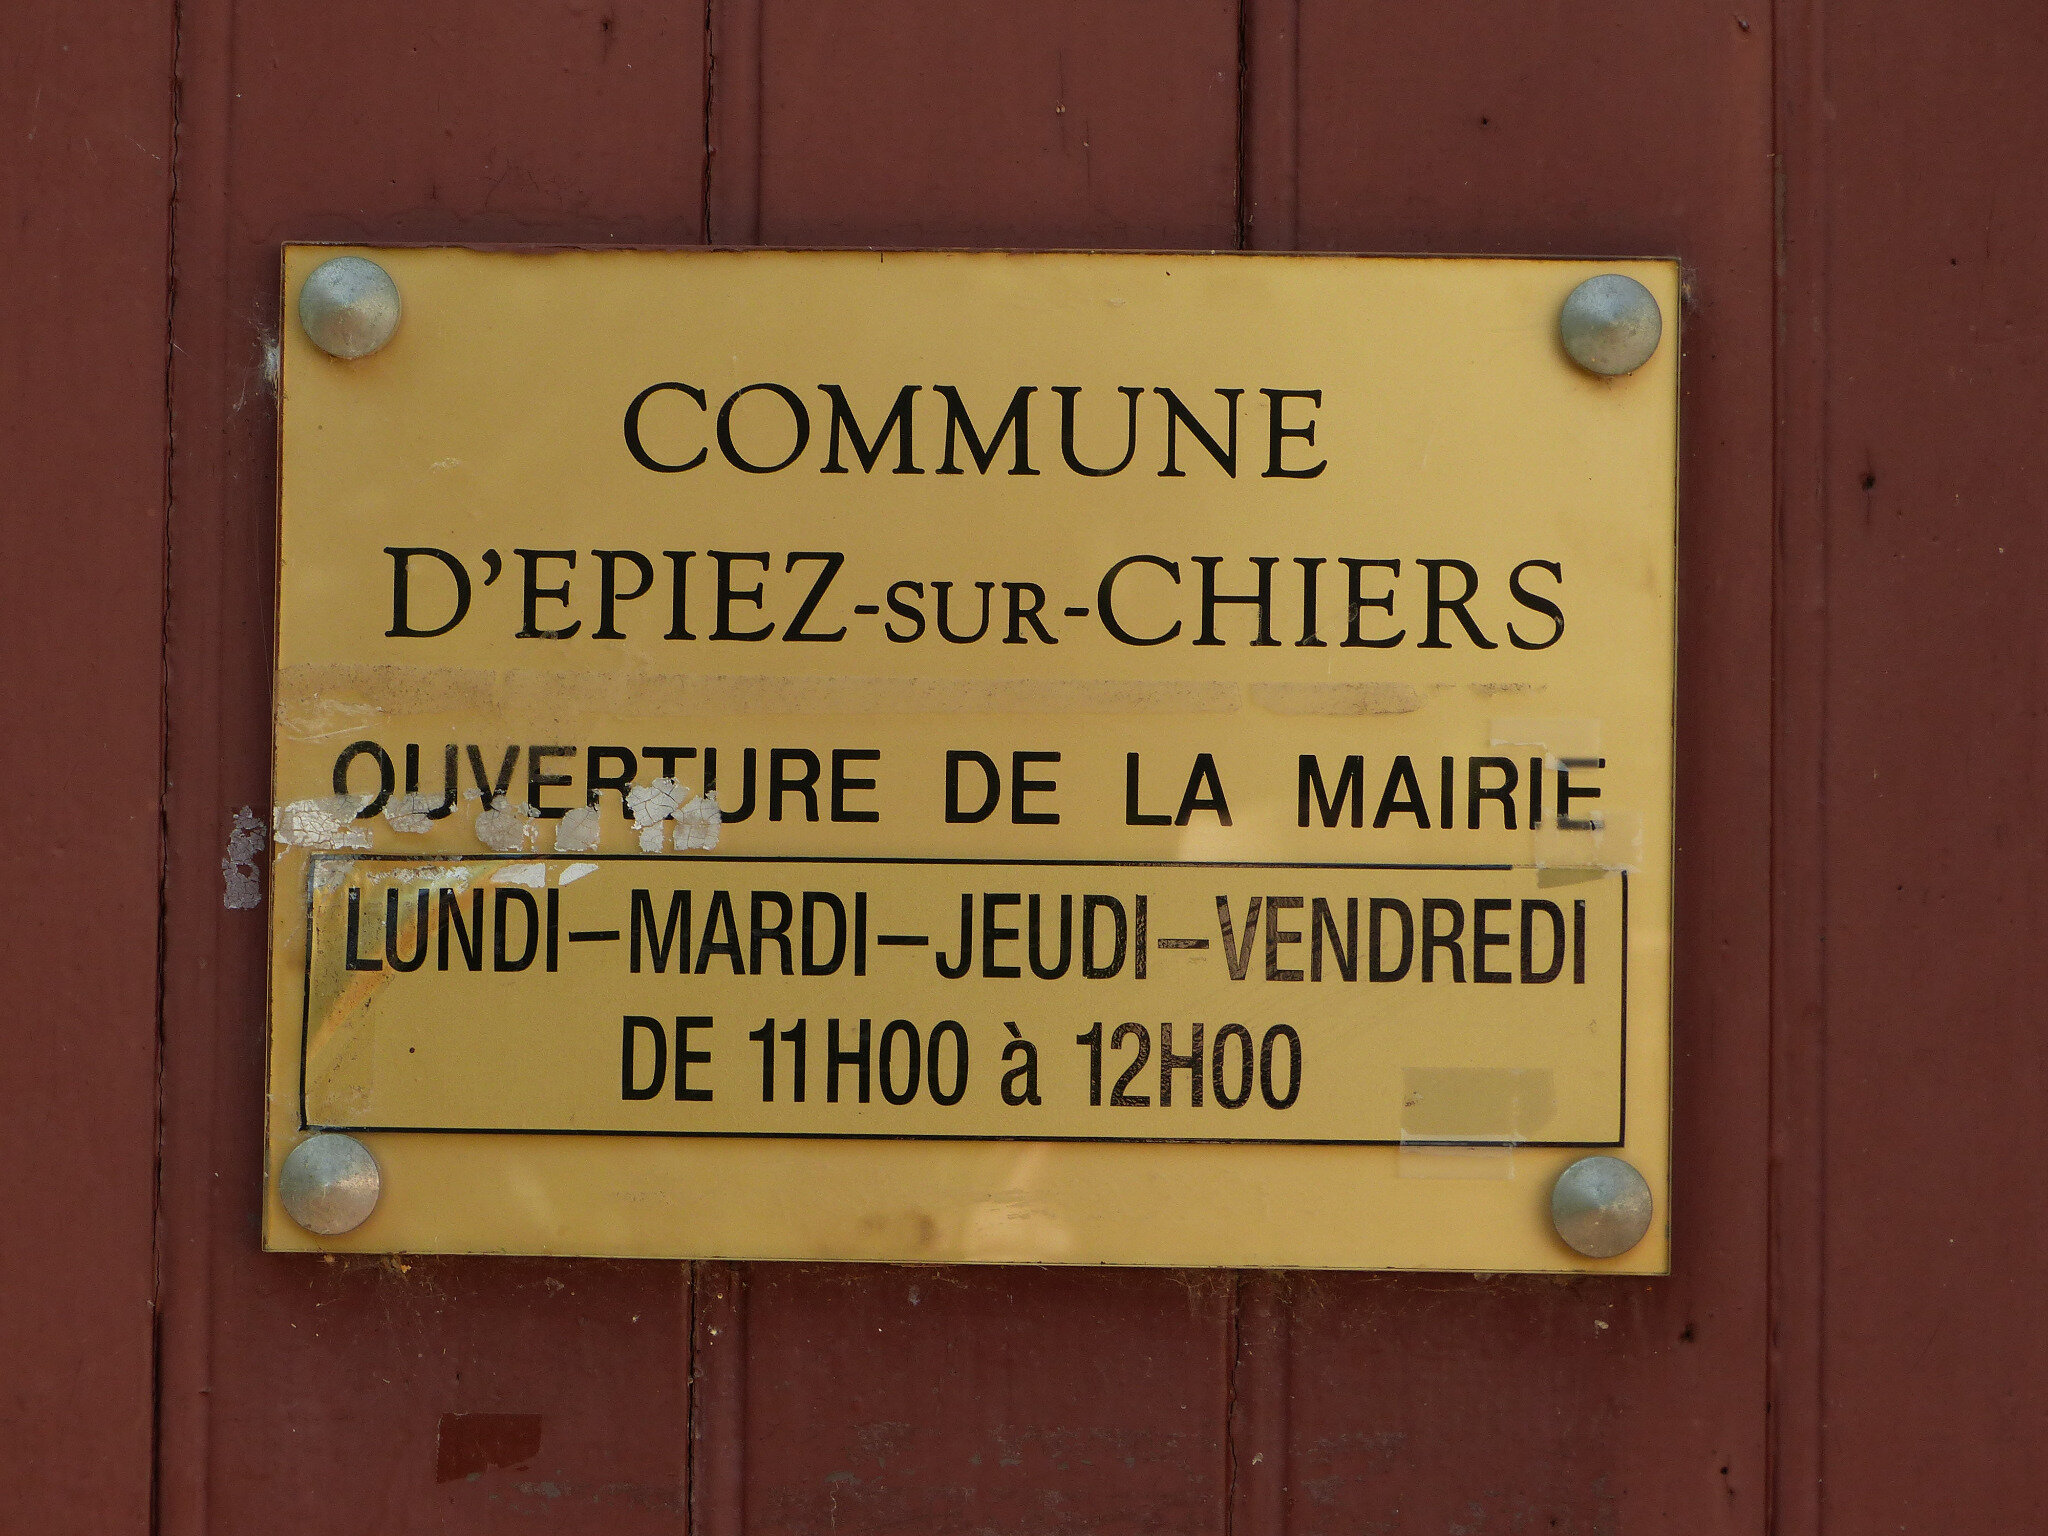 COMMUNE
D'EPIEZ-SUR-CHIERS
OUVERTURE DE LA MAIRIE
LUNDI-MARDI-JEUDI-VENDREDI
DE 11H00 à 12H00